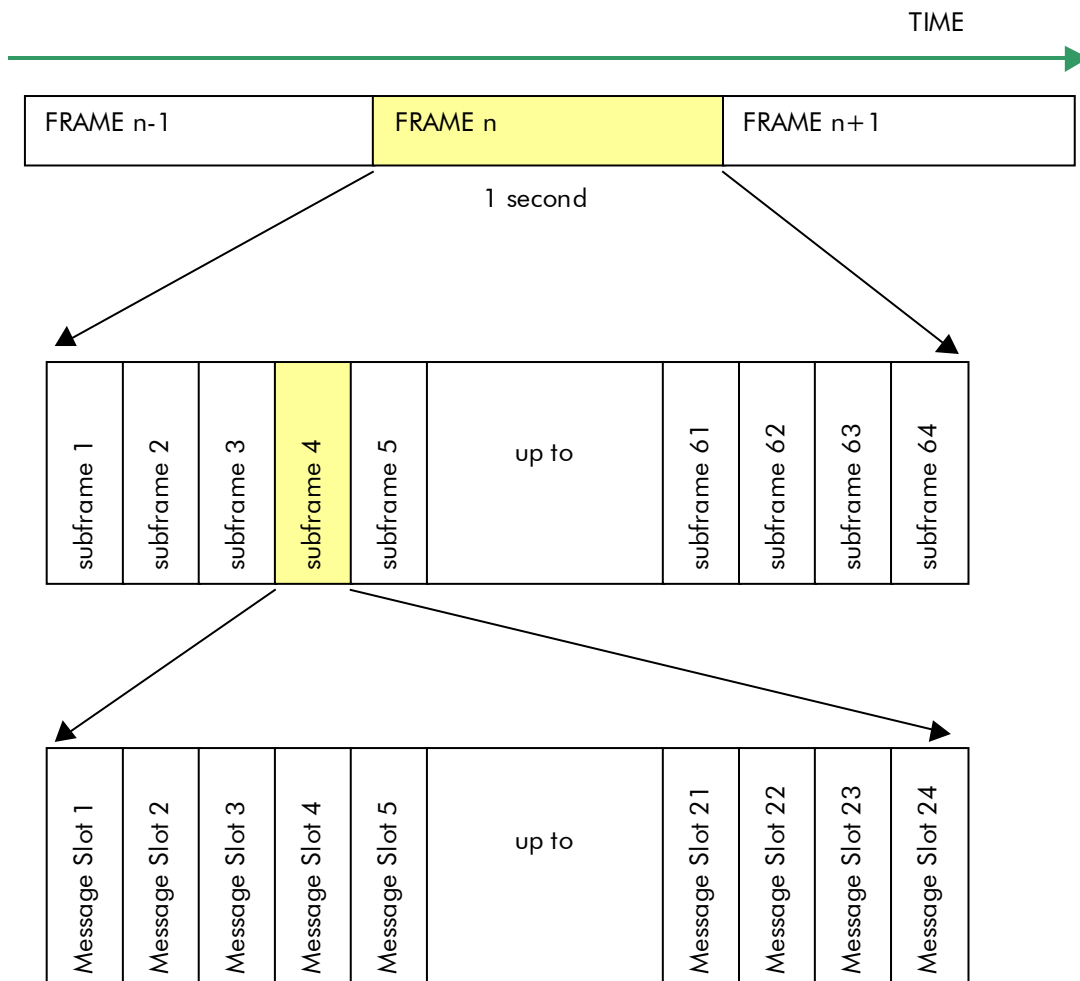 TIME
FRAME n-1
FRAME n
FRAME n+1
1 second
subframe 1
subframe 2
subframe 3
subframe 4
subframe 5
up to
subframe 61
subframe 62
subframe 63
subframe 64
Message Slot 1
Message Slot 2
Message Slot 3
Message Slot 4
Message Slot 5
up to
Message Slot 21
Message Slot 22
Message Slot 23
Message Slot 24